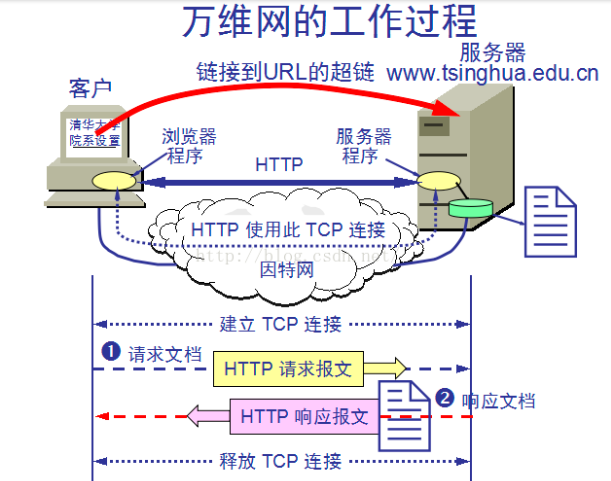 万维网的工作过程
服务器
链接到URL的超链 www.tsinghua.edu.cn
客户
清华大学
院系设置
浏览器
程序
服务器
程序
HTTP
HTTP 使用此 TCP 连接
http://blog.csdn.net/
因特网
建立 TCP 连接
❶ 请求文档
HTTP 请求报文
HTTP 响应报文
❷ 响应文档
释放 TCP 连接